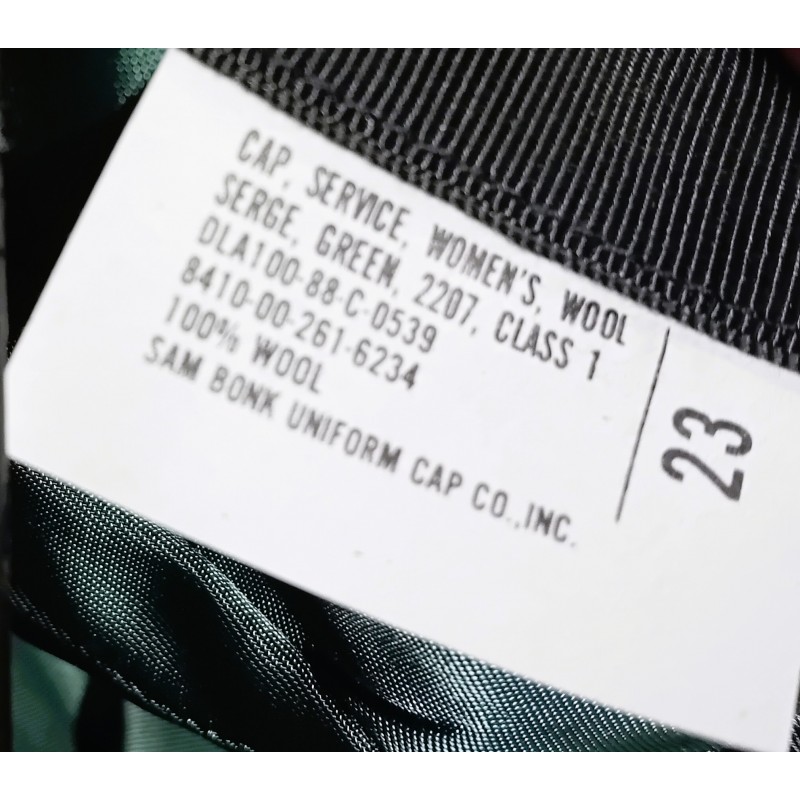 CAP, SERVICE, WOMEN'S, WOOL
SERGE, GREEN, 2207, CLASS 1
DLA100-88-C-0539
8410-00-261-6234
100% WOOL
SAM BONK UNIFORM CAP CO.,INC.
23